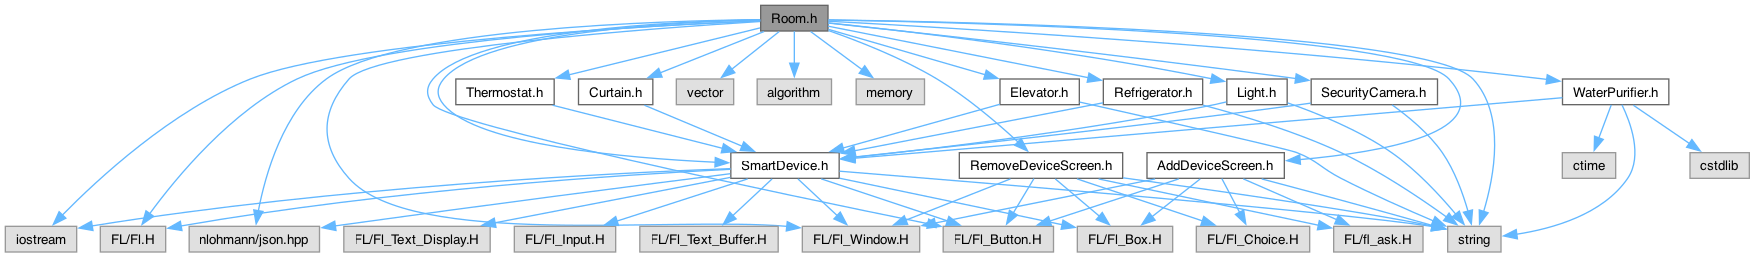 Room.h
Thermostat.h
Curtain.h
vector
algorithm
memory
Elevator.h
Refrigerator.h
Light.h
SecurityCamera.h
WaterPurifier.h
SmartDevice.h
RemoveDeviceScreen.h
AddDeviceScreen.h
ctime
cstdlib
iostream
FL/Fl.H
nlohmann/json.hpp
FL/Fl_Text_Display.H
FL/Fl_Input.H
FL/Fl_Text_Buffer.H
FL/Fl_Window.H
FL/Fl_Button.H
FL/Fl_Box.H
FL/Fl_Choice.H
FL/fl_ask.H
string